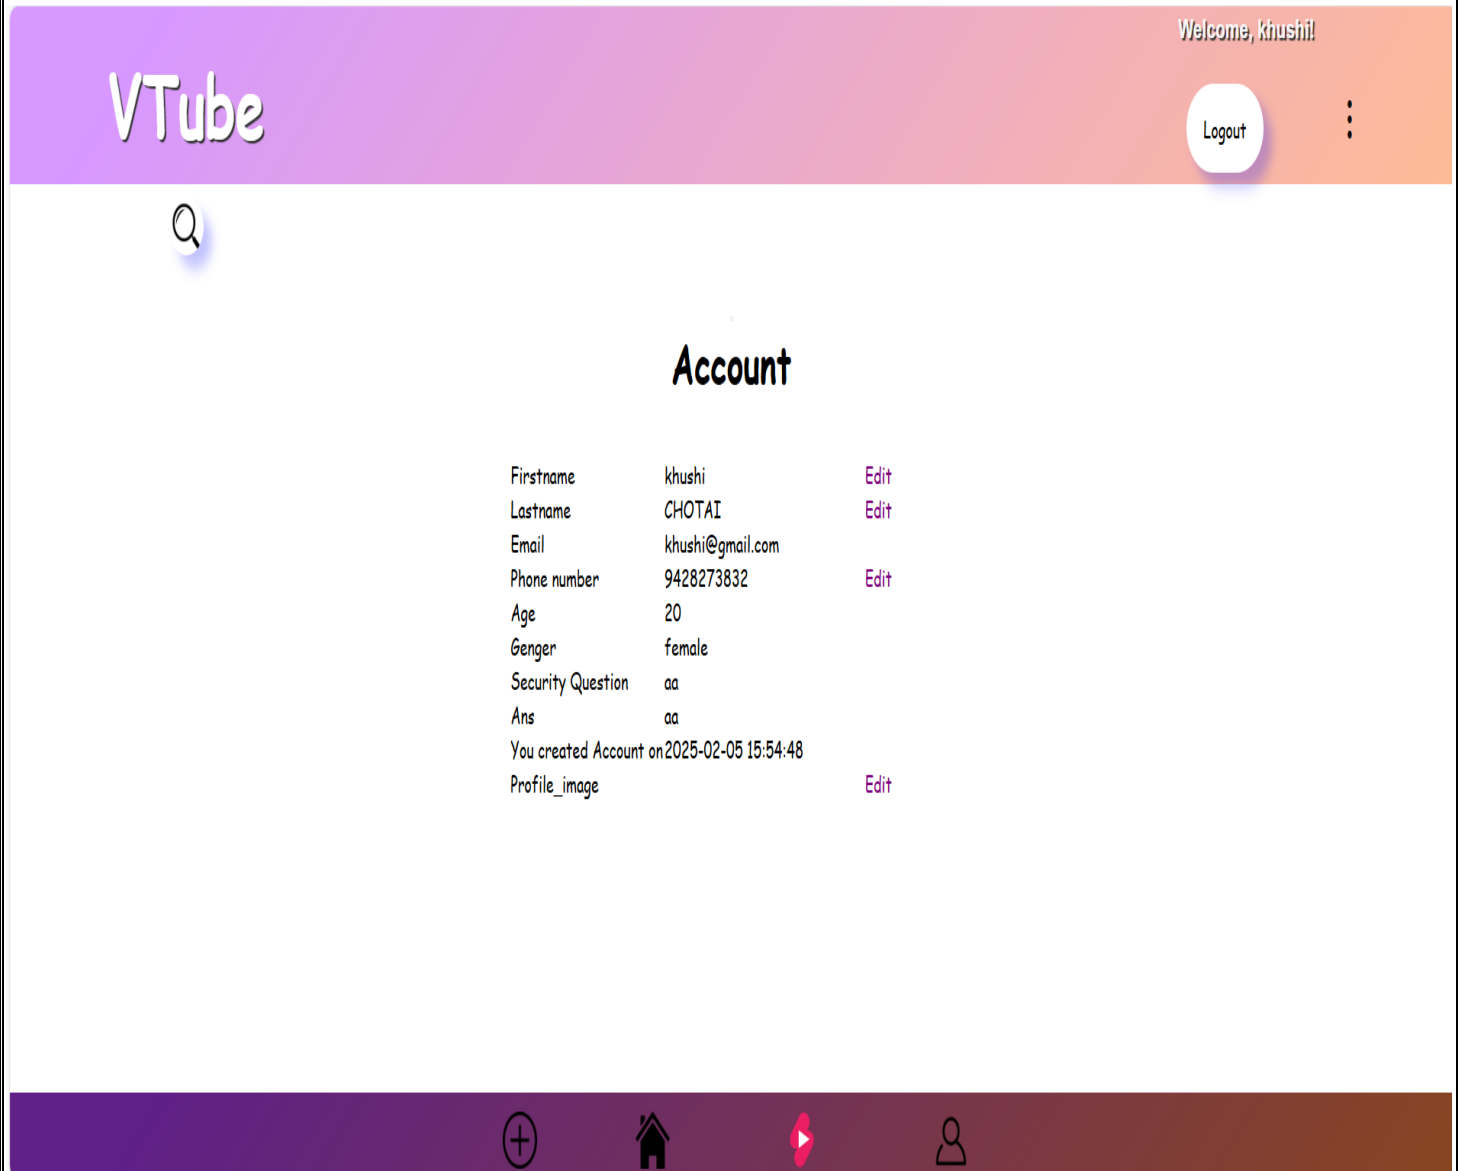 Welcome, khushi!
VTube
Logout
Account
Firstname khushi Edit
Lastname CHOTAI Edit
Email khushi@gmail.com
Phone number 9428273832 Edit
Age 20
Genger female
Security Question aa
Ans aa
You created Account on 2025-02-05 15:54:48
Profile_image Edit